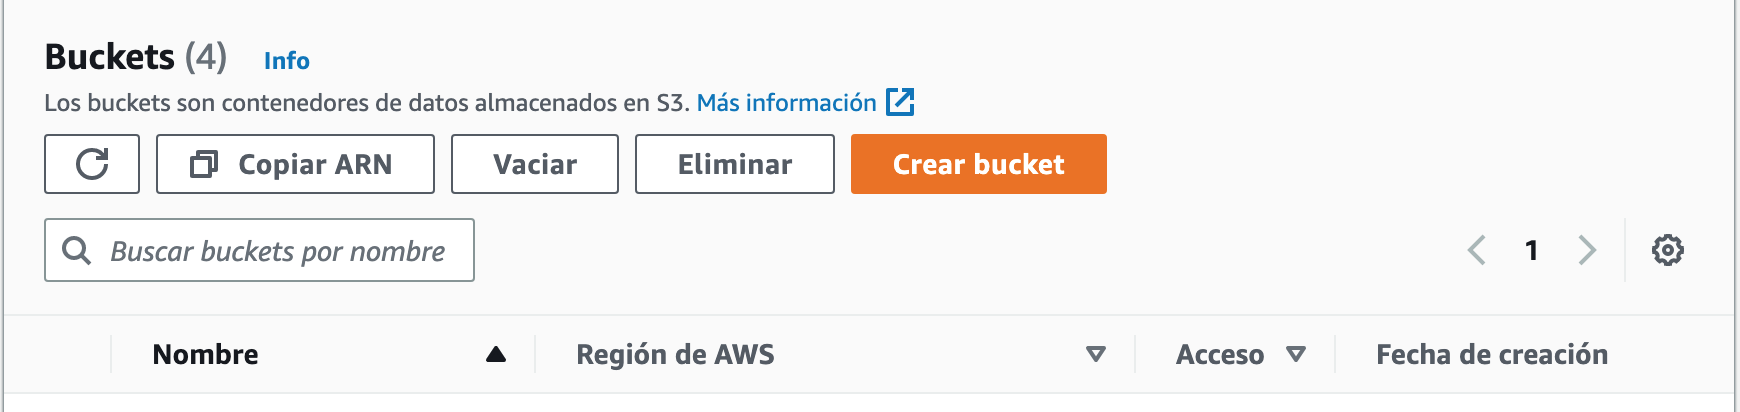 Buckets (4) Info
Los buckets son contenedores de datos almacenados en S3. Más información
Copiar ARN Vaciar Eliminar Crear bucket
Buscar buckets por nombre 1
Nombre Región de AWS Acceso Fecha de creación